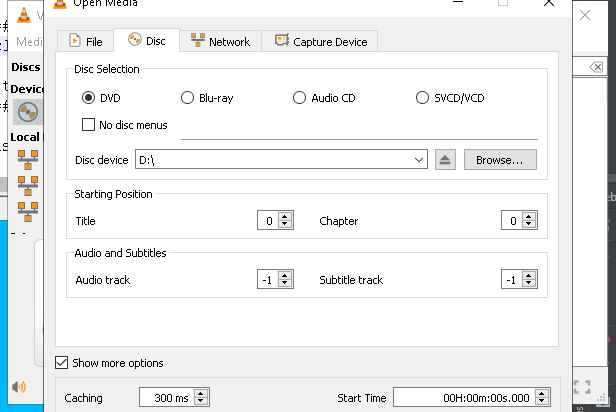 Open Media
Medi
File
Disc
Network
Capture Device
Discs
Device
Local
Disc Selection
DVD
Blu-ray
Audio CD
SVCD/VCD
No disc menus
Disc device
D:\
Browse...
Starting Position
Title
0
Chapter
0
Audio and Subtitles
Audio track
-1
Subtitle track
-1
Show more options
Caching
300 ms
Start Time
00H:00m:00s.000